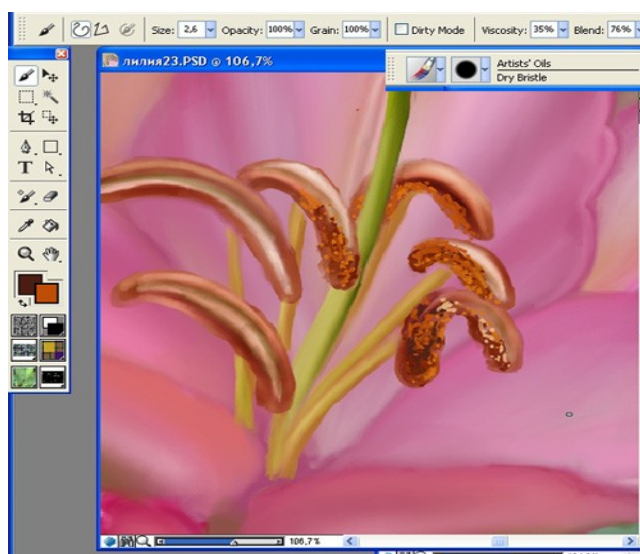 Size: 2,6 Opacity: 100% Grain: 100% Dirty Mode Viscosity: 35% Blend: 76%
лилия23.PSD @ 106,7%
Artists' Oils
Dry Bristle
T
106,7%